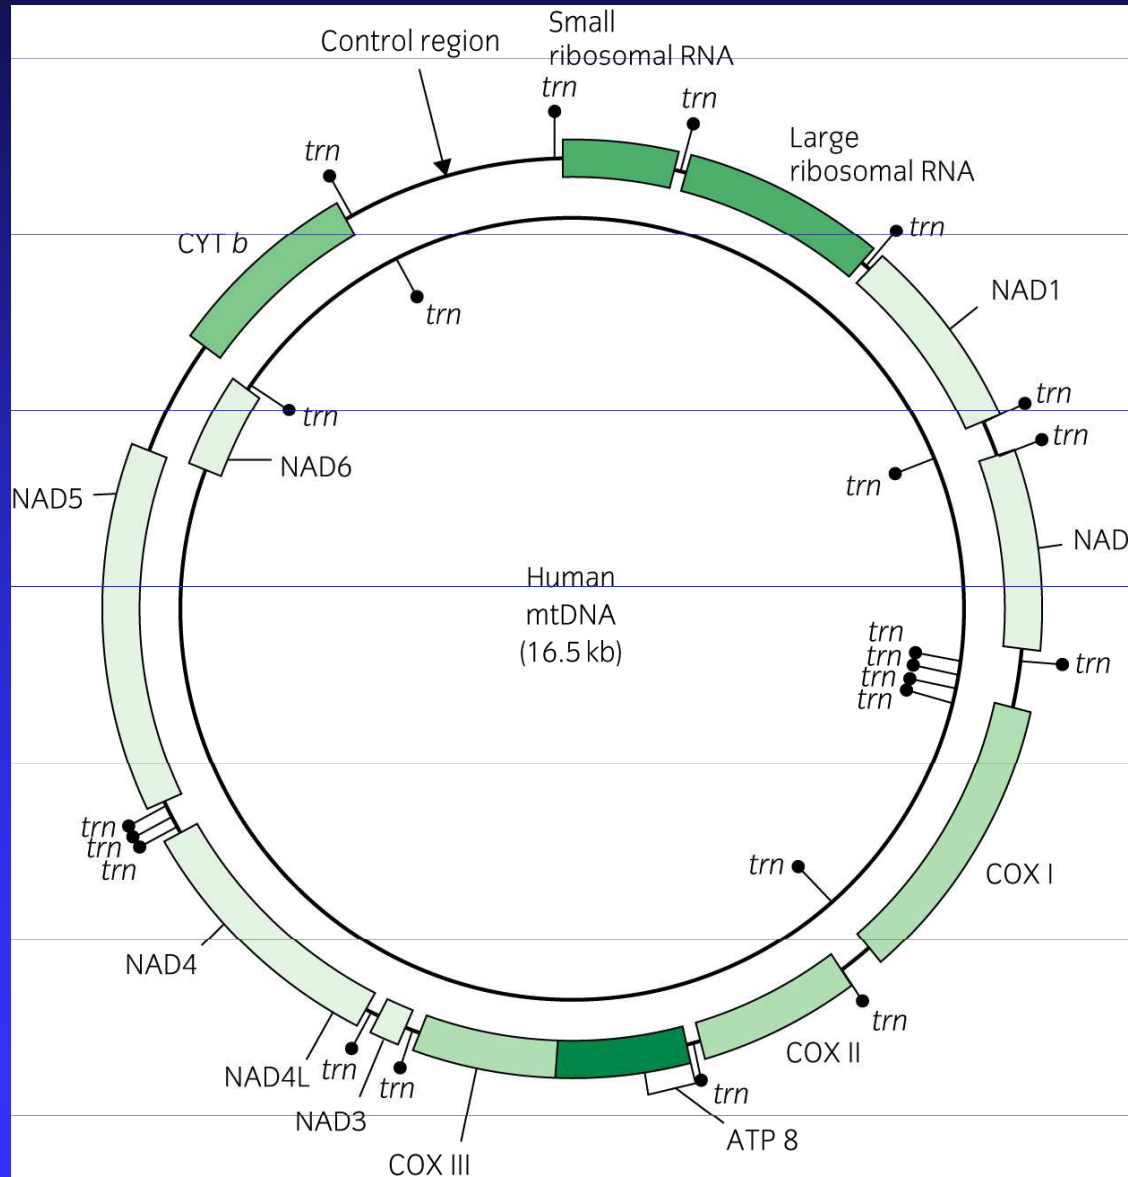 Small
ribosomal RNA
Control region
trn
trn
trn
Large
ribosomal RNA
trn
CYT b
NAD1
trn
trn
trn
trn
NAD6
trn
NAD5
NAD
Human
mtDNA
(16.5 kb)
trn
trn
trn
trn
trn
trn
trn
trn
trn
COX I
NAD4
trn
COX II
NAD4L
trn
trn
trn
NAD3
ATP 8
COX III